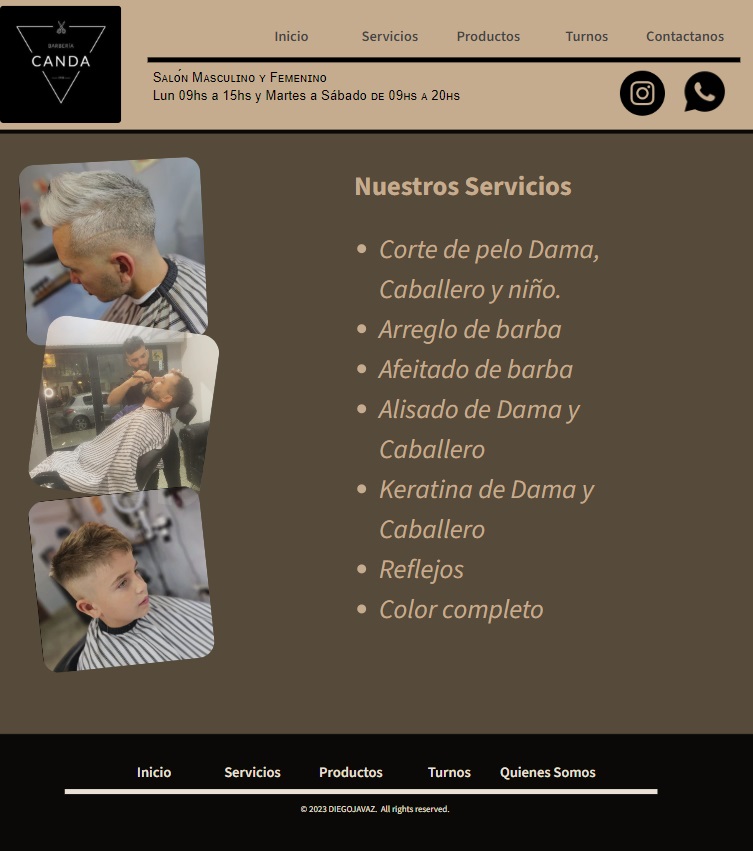 BARBERÍA
CANDA
Inicio Servicios Productos Turnos Contactanos
Salón Masculino y Femenino
Lun 09hs a 15hs y Martes a Sábado de 09hs a 20hs
Nuestros Servicios
Corte de pelo Dama,
Caballero y niño.
Arreglo de barba
Afeitado de barba
Alisado de Dama y
Caballero
Keratina de Dama y
Caballero
Reflejos
Color completo
Inicio Servicios Productos Turnos Quienes Somos
© 2023 DIEGOJAVAZ. All rights reserved.